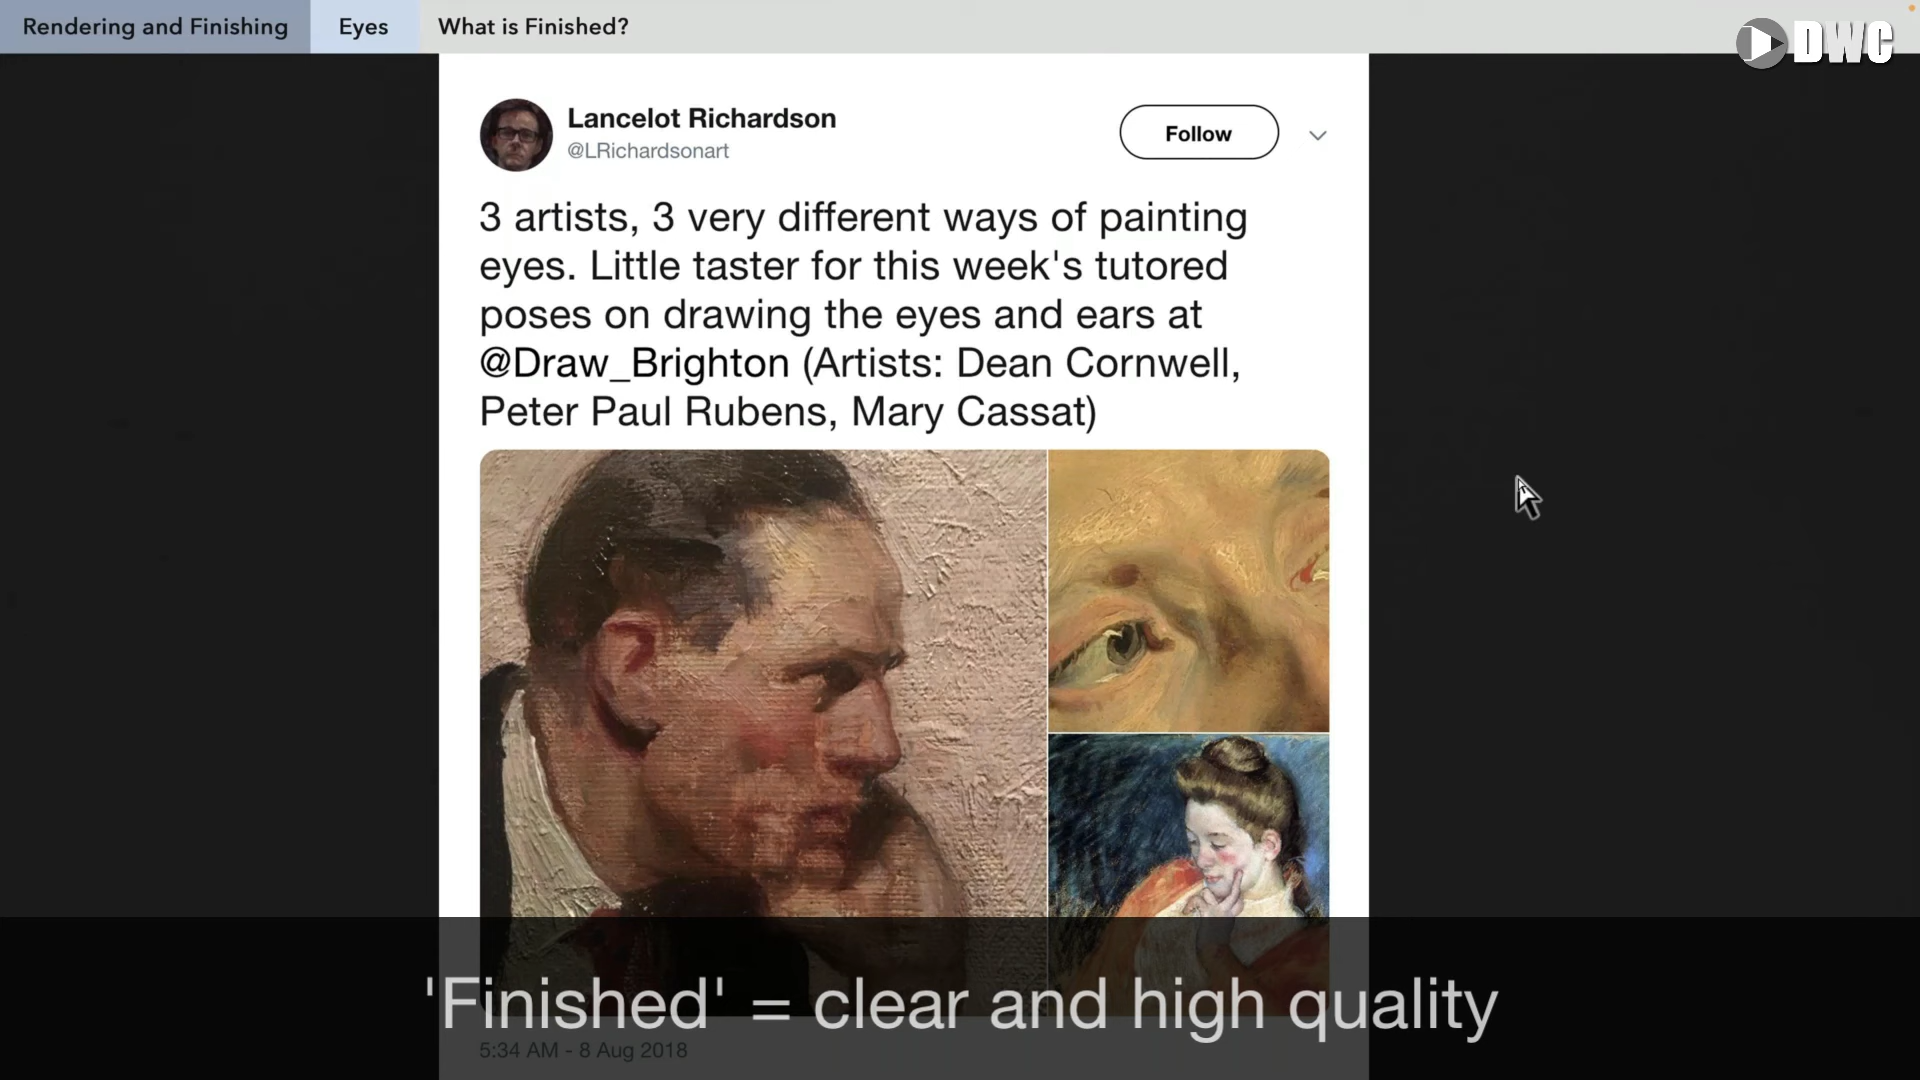 Rendering and Finishing
Eyes
What is Finished?
DWC
Lancelot Richardson
@LRichardsonart
Follow
3 artists, 3 very different ways of painting
eyes. Little taster for this week's tutored
poses on drawing the eyes and ears at
@Draw_Brighton (Artists: Dean Cornwell,
Peter Paul Rubens, Mary Cassat)
'Finished' = clear and high quality
5:34 AM - 8 Aug 2018